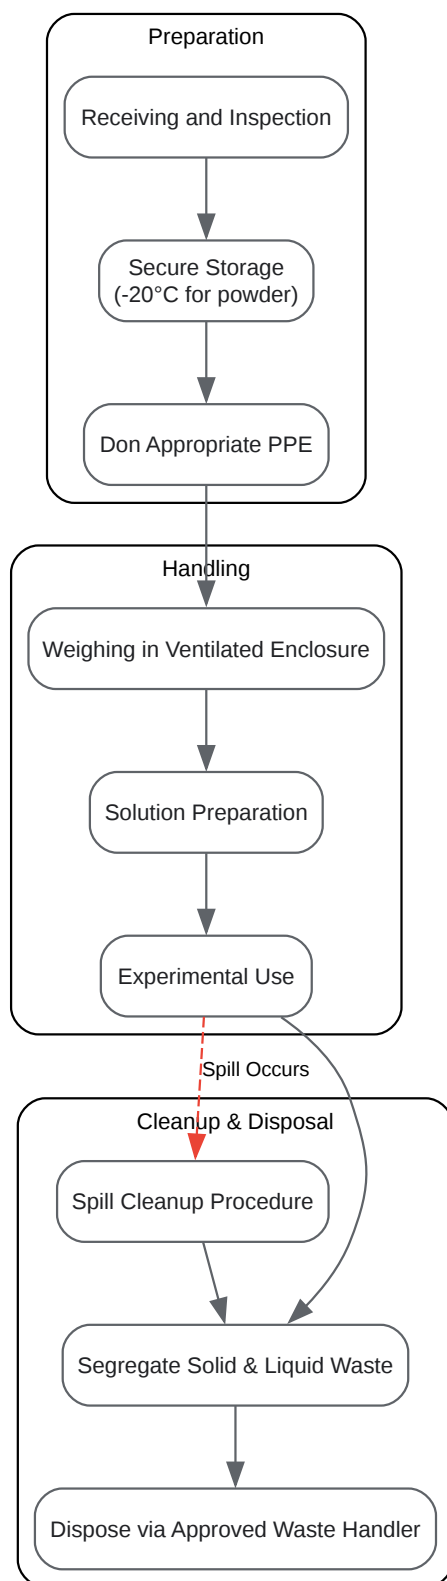 Preparation
Receiving and Inspection
Secure Storage
(-20°C for powder)
Don Appropriate PPE
Handling
Weighing in Ventilated Enclosure
Solution Preparation
Experimental Use
Spill Occurs
Cleanup & Disposal
Spill Cleanup Procedure
Segregate Solid & Liquid Waste
Dispose via Approved Waste Handler